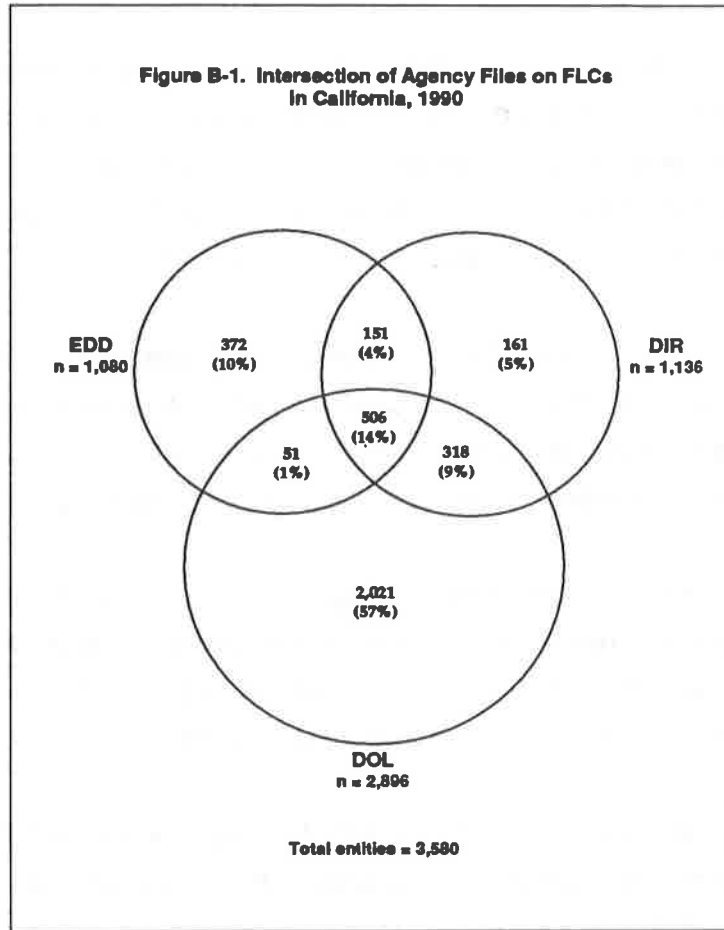 Figure B-1. Intersection of Agency Files on FLCs
in California, 1990
EDD
n = 1,080
372
(10%)
151
(4%)
161
(5%)
DIR
n = 1,136
506
(14%)
51
(1%)
318
(9%)
2,021
(57%)
DOL
n = 2,896
Total entities = 3,580